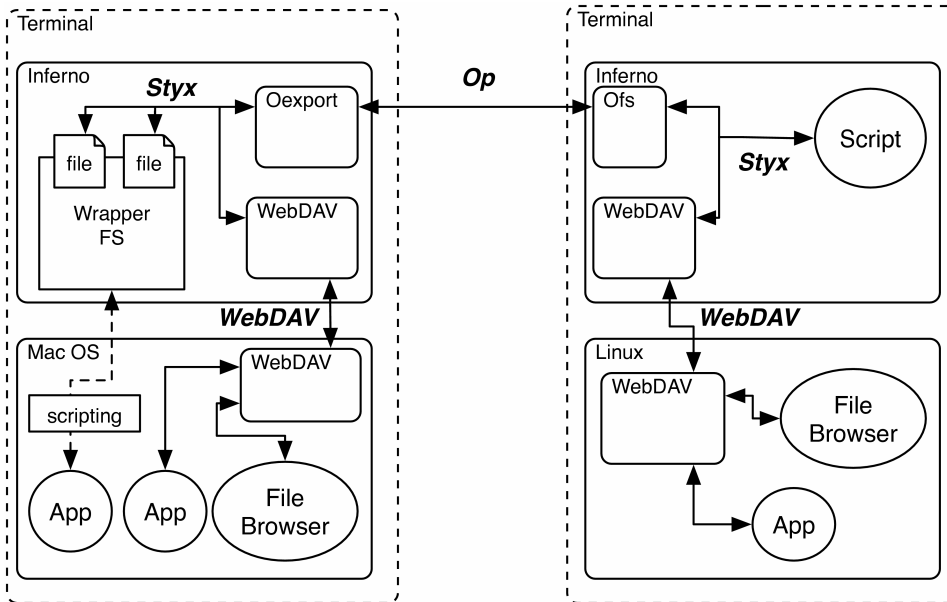 Terminal
Inferno
Styx
Oexport
file
file
Wrapper
FS
WebDAV
WebDAV
Mac OS
WebDAV
scripting
App
App
File
Browser
Op
Terminal
Inferno
Ofs
Script
Styx
WebDAV
WebDAV
Linux
WebDAV
File
Browser
App